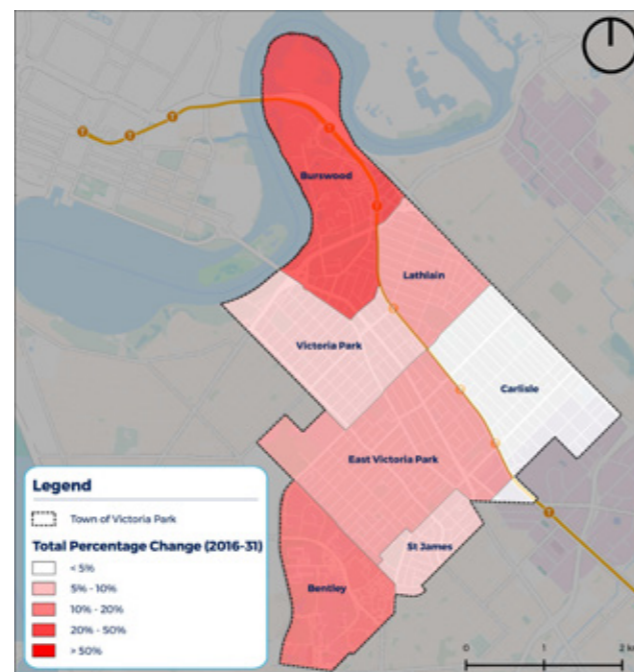 Burswood
Lathlain
Victoria Park
Carlisle
East Victoria Park
St James
Bentley
Legend
Town of Victoria Park
Total Percentage Change (2016-31)
< 5%
5% - 10%
10% - 20%
20% - 50%
> 50%
0 1 2 k